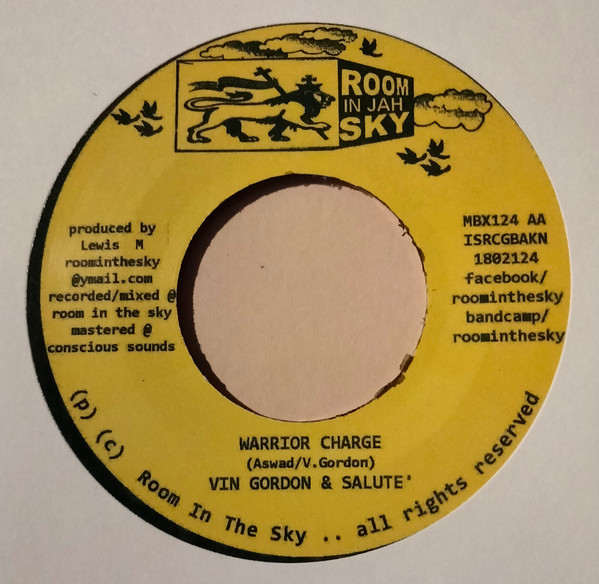 ROOM
IN JAH
SKY
produced by
Lewis M
roominthesky
@ymail.com
recorded/mixed @
room in the sky
mastered @
conscious sounds
MBX124 AA
ISRCGBAKN
1802124
facebook/
roominthesky
bandcamp/
roominthesky
WARRIOR CHARGE
(Aswad/V.Gordon)
VIN GORDON & SALUTE'
(p) (c) Room In The Sky .. all rights reserved